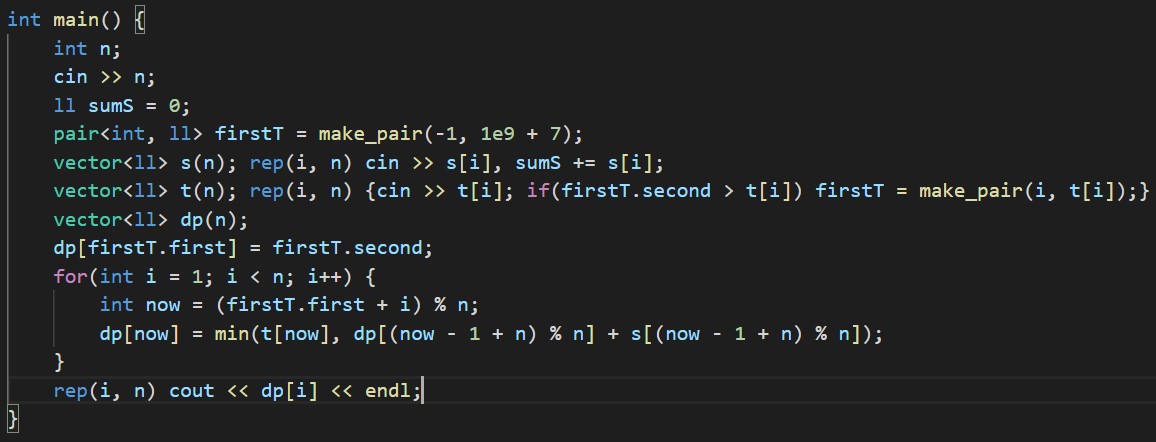 int main() {
    int n;
    cin >> n;
    ll sumS = 0;
    pair<int, ll> firstT = make_pair(-1, 1e9 + 7);
    vector<ll> s(n); rep(i, n) cin >> s[i], sumS += s[i];
    vector<ll> t(n); rep(i, n) {cin >> t[i]; if(firstT.second > t[i]) firstT = make_pair(i, t[i]);}
    vector<ll> dp(n);
    dp[firstT.first] = firstT.second;
    for(int i = 1; i < n; i++) {
        int now = (firstT.first + i) % n;
        dp[now] = min(t[now], dp[(now - 1 + n) % n] + s[(now - 1 + n) % n]);
    }
    rep(i, n) cout << dp[i] << endl;
}